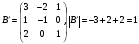 B' = ( 3 -2 1
1 -1 0
2 0 1 ), |B'| = -3+2+2 = 1